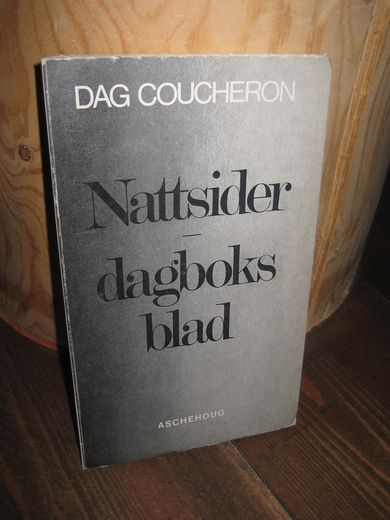 DAG COUCHERON
Nattsider
—
dagboks
blad
ASCHEHOUG